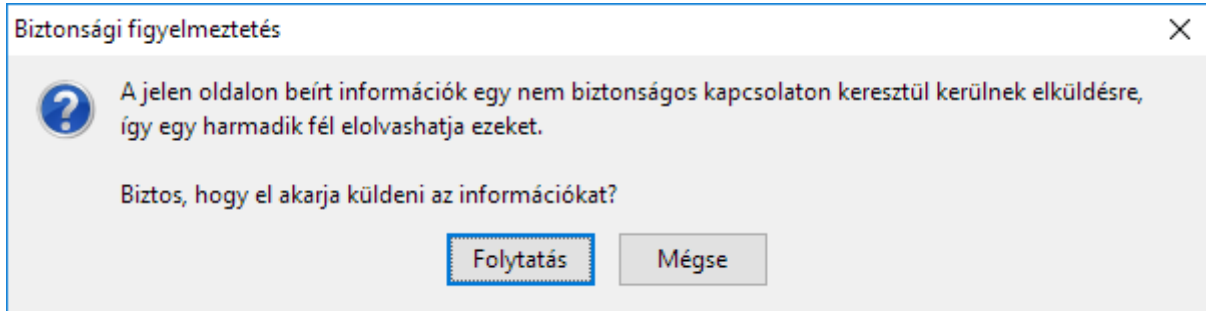 Biztonsági figyelmeztetés
A jelen oldalon beírt információk egy nem biztonságos kapcsolaton keresztül kerülnek elküldésre,
így egy harmadik fél elolvashatja ezeket.
Biztos, hogy el akarja küldeni az információkat?
Folytatás Mégse